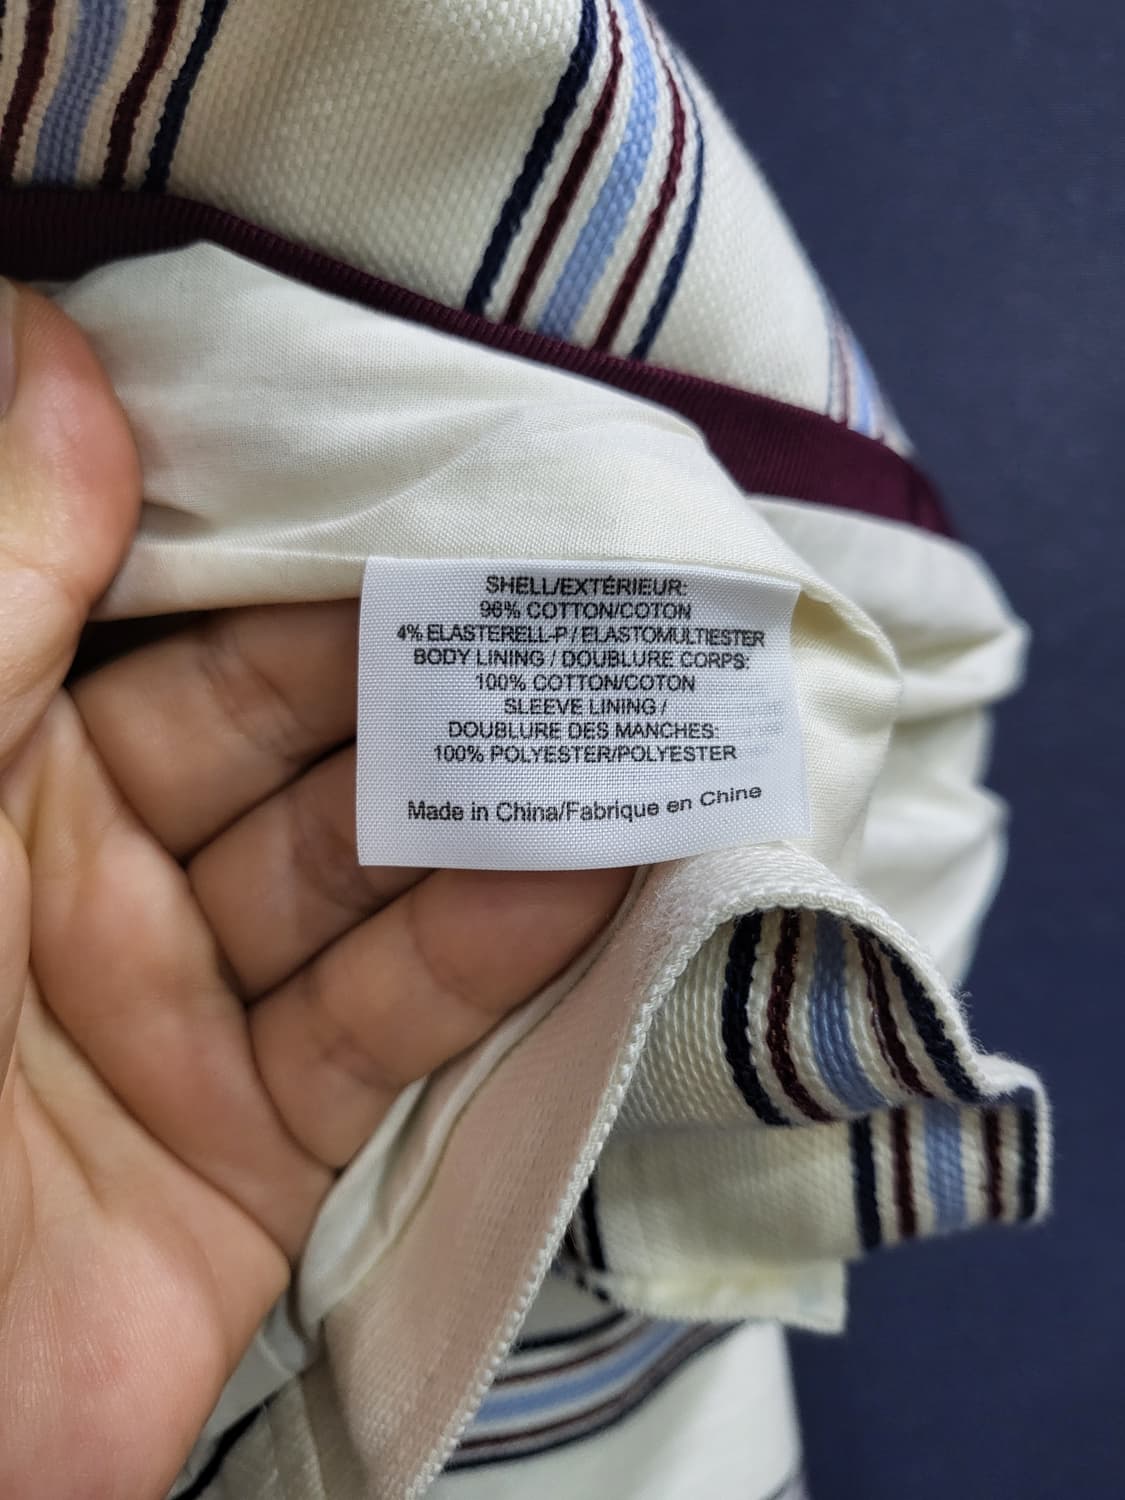 SHELL/EXTÉRIEUR:
96% COTTON/COTON
4% ELASTERELL-P / ELASTOMULTIESTER
BODY LINING / DOUBLURE CORPS:
100% COTTON/COTON
SLEEVE LINING /
DOUBLURE DES MANCHES:
100% POLYESTER/POLYESTER
Made in China/Fabrique en Chine